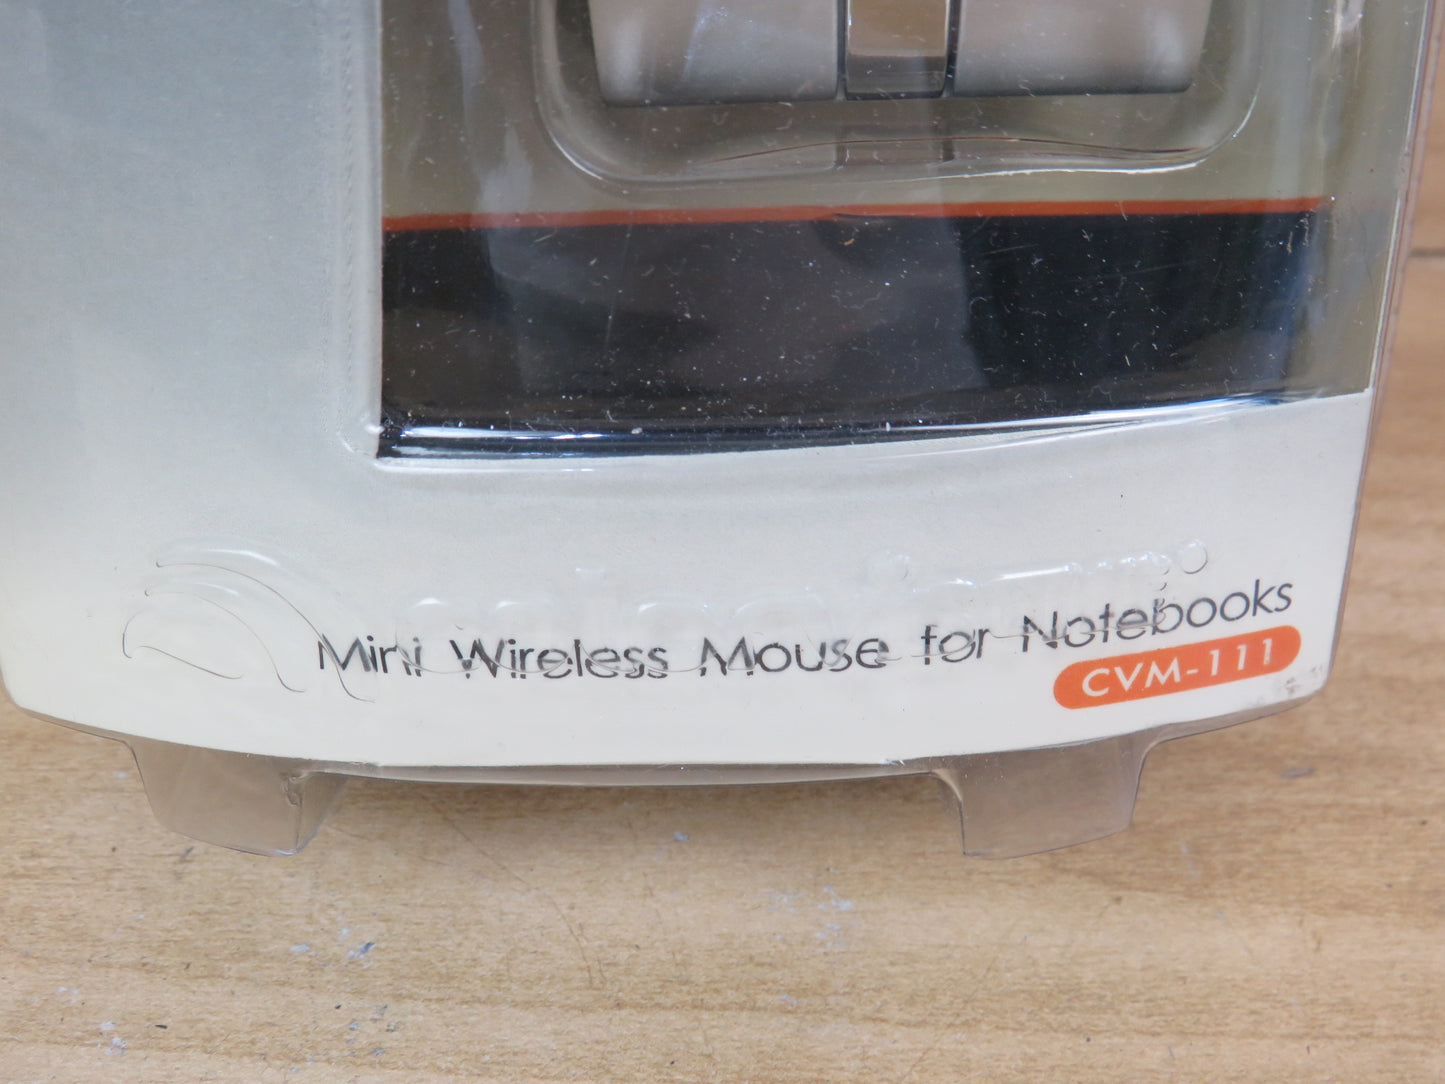 Mini Wireless Mouse for Notebooks
CVM-111